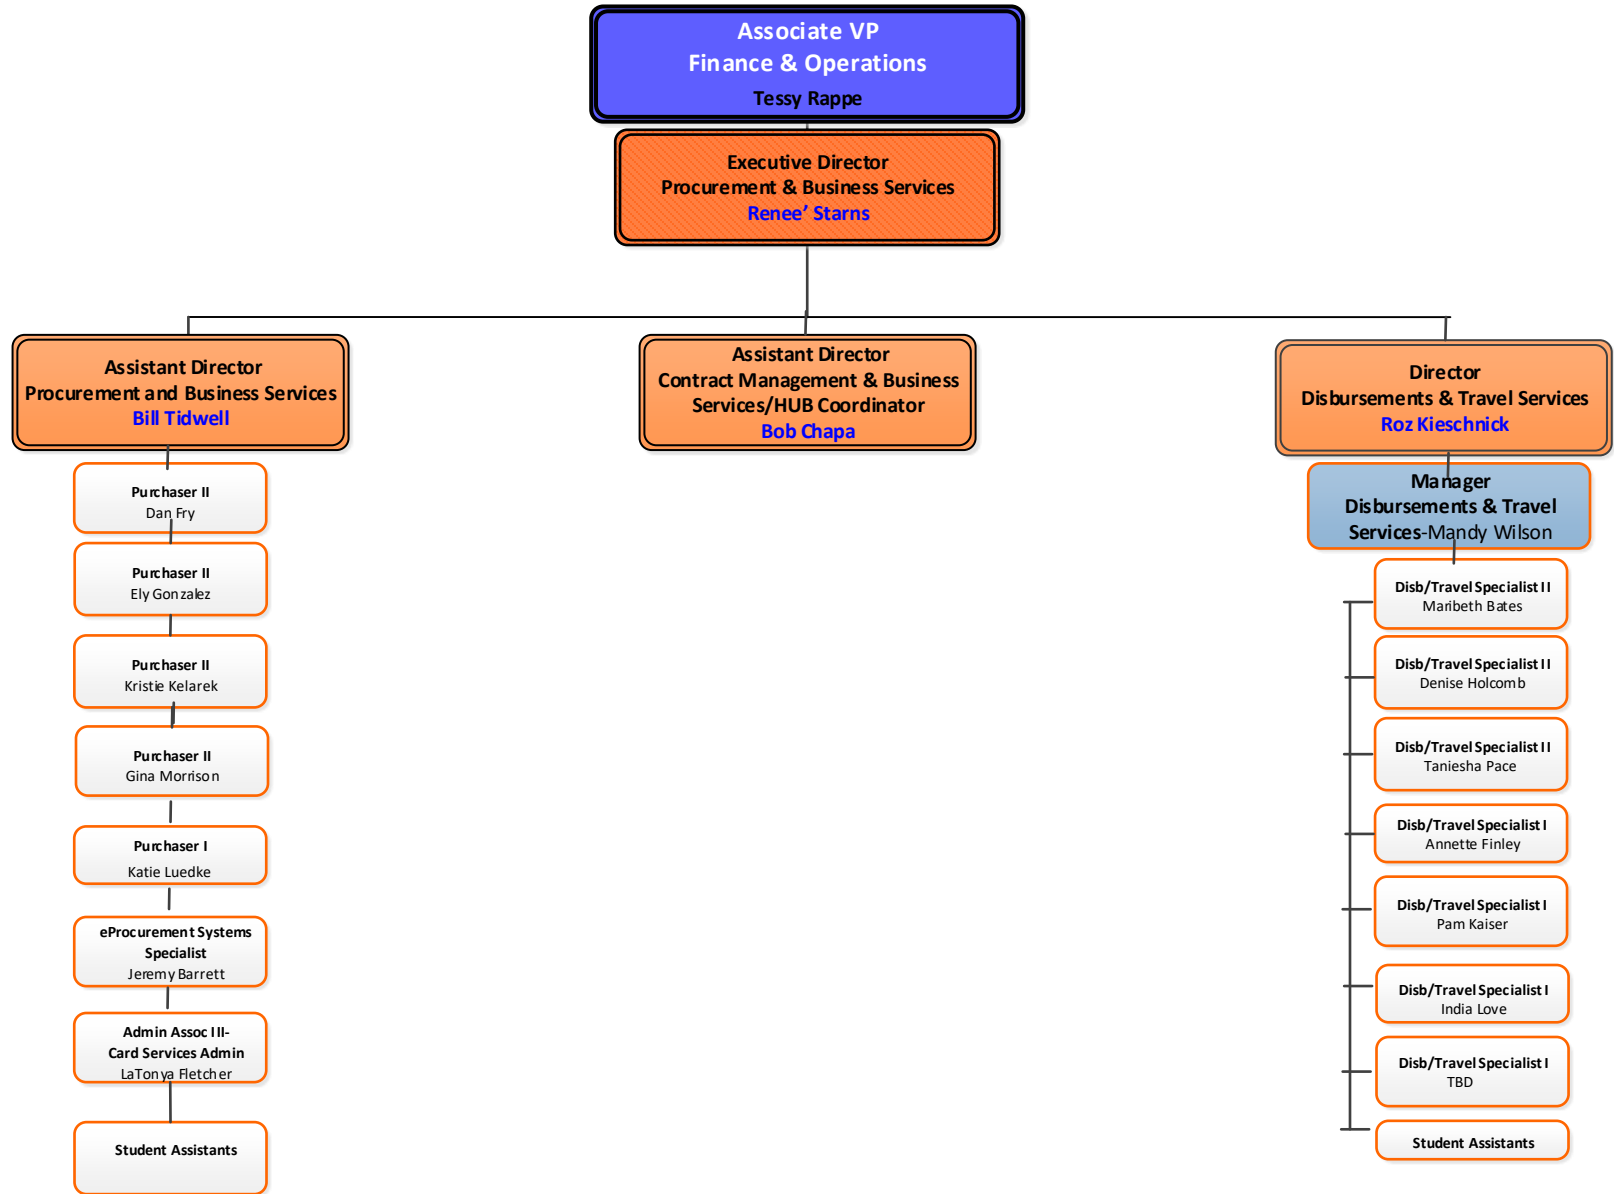 Associate VP
Finance & Operations
Tessy Rappe
Executive Director
Procurement & Business Services
Renee’ Starns
Assistant Director
Procurement and Business Services
Bill Tidwell
Assistant Director
Contract Management & Business
Services/HUB Coordinator
Bob Chapa
Director
Disbursements & Travel Services
Roz Kieschnick
Purchaser II
Dan Fry
Purchaser II
Ely Gonzalez
Purchaser II
Kristie Kelarek
Purchaser II
Gina Morrison
Purchaser I
Katie Luedke
eProcurement Systems
Specialist
Jeremy Barrett
Admin Assoc III-
Card Services Admin
LaTonya Fletcher
Student Assistants
Manager
Disbursements & Travel
Services-Mandy Wilson
Disb/Travel Specialist II
Maribeth Bates
Disb/Travel Specialist II
Denise Holcomb
Disb/Travel Specialist II
Taniesha Pace
Disb/Travel Specialist I
Annette Finley
Disb/Travel Specialist I
Pam Kaiser
Disb/Travel Specialist I
India Love
Disb/Travel Specialist I
TBD
Student Assistants